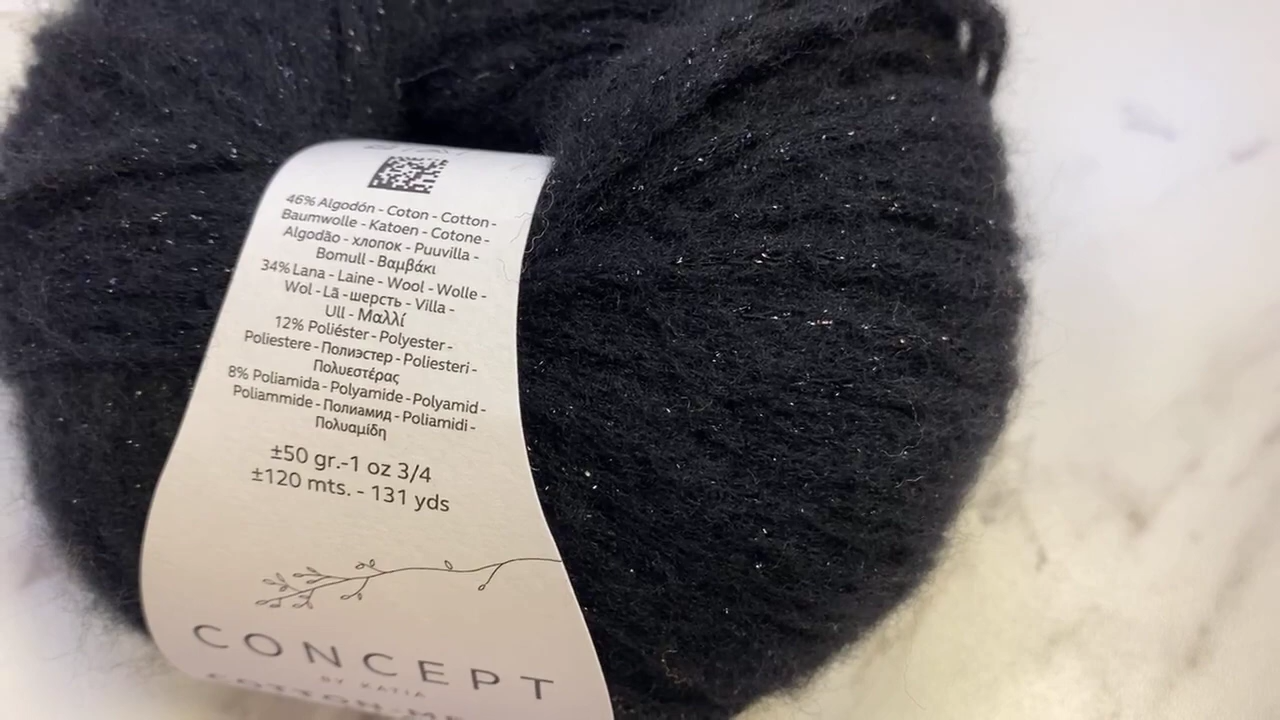 46% Algodón - Coton - Cotton -
Baumwolle - Katoen - Cotone -
Algodão - хлопок - Puuvilla -
Bomull - Βαμβάκι
34% Lana - Laine - Wool - Wolle -
Wol - Lã - шерсть - Villa -
Ull - Μαλλί
12% Poliéster - Polyester -
Poliestere - Полиэстер - Poliesteri -
Πολυεστέρας
8% Poliamida - Polyamide - Polyamid -
Poliammide - Полиамид - Poliamidi -
Πολυαμίδη
±50 gr.-1 oz 3/4
±120 mts. - 131 yds
CONCEPT
BY KATIA